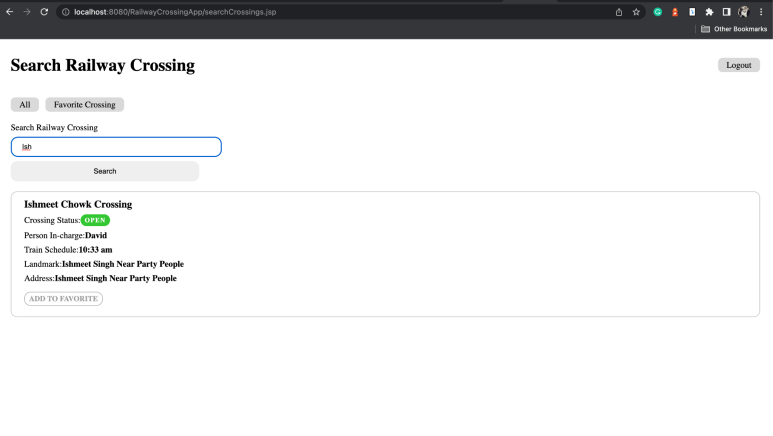 localhost:8080/RailwayCrossingApp/searchCrossings.jsp
Other Bookmarks
Search Railway Crossing
Logout
All Favorite Crossing
Search Railway Crossing
Ish
Search
Ishmeet Chowk Crossing
Crossing Status:OPEN
Person In-charge:David
Train Schedule:10:33 am
Landmark:Ishmeet Singh Near Party People
Address:Ishmeet Singh Near Party People
ADD TO FAVORITE